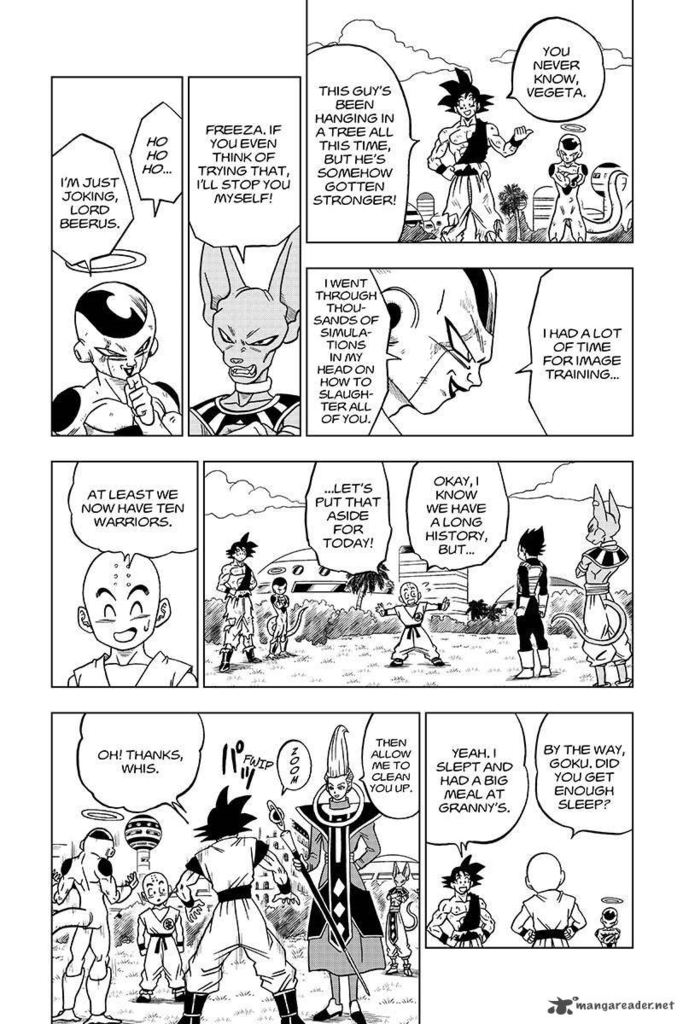 YOU
NEVER
KNOW,
VEGETA.
THIS GUY'S
BEEN
HANGING IN
A TREE ALL
THIS TIME,
BUT HE'S
SOMEHOW
GOTTEN
STRONGER!
FREEZA. IF
YOU EVEN
THINK OF
TRYING THAT,
I'LL STOP YOU
MYSELF!
HO
HO
HO...
I'M JUST
JOKING,
LORD
BEERUS.
I HAD A LOT
OF TIME
FOR IMAGE
TRAINING...
I WENT
THROUGH
THOU-
SANDS OF
SIMULA-
TIONS
IN MY
HEAD ON
HOW TO
SLAUGH-
TER ALL
OF YOU.
OKAY, I
KNOW
WE HAVE
A LONG
HISTORY,
BUT...
...LET'S
PUT THAT
ASIDE
FOR
TODAY!
AT LEAST WE
NOW HAVE TEN
WARRIORS.
BY THE WAY,
GOKU. DID
YOU GET
ENOUGH
SLEEP?
YEAH. I
SLEPT AND
HAD A BIG
MEAL AT
GRANNY'S.
THEN
ALLOW
ME TO
CLEAN
YOU UP.
ZOOM
パパッ
FWIP
OH! THANKS,
WHIS.
mangareader.net